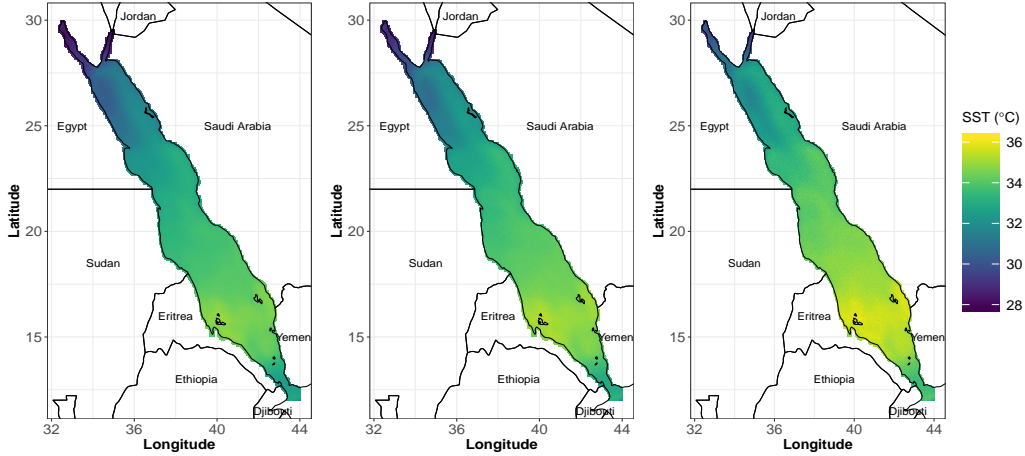 Latitude
30
25
20
15
32
36
40
44
Longitude
Jordan
Egypt
Saudi Arabia
Sudan
Eritrea
Yemen
Ethiopia
Djibouti
Latitude
30
25
20
15
32
36
40
44
Longitude
Jordan
Egypt
Saudi Arabia
Sudan
Eritrea
Yemen
Ethiopia
Djibouti
Latitude
30
25
20
15
32
36
40
44
Longitude
Jordan
Egypt
Saudi Arabia
Sudan
Eritrea
Yemen
Ethiopia
Djibouti
SST (°C)
36
34
32
30
28